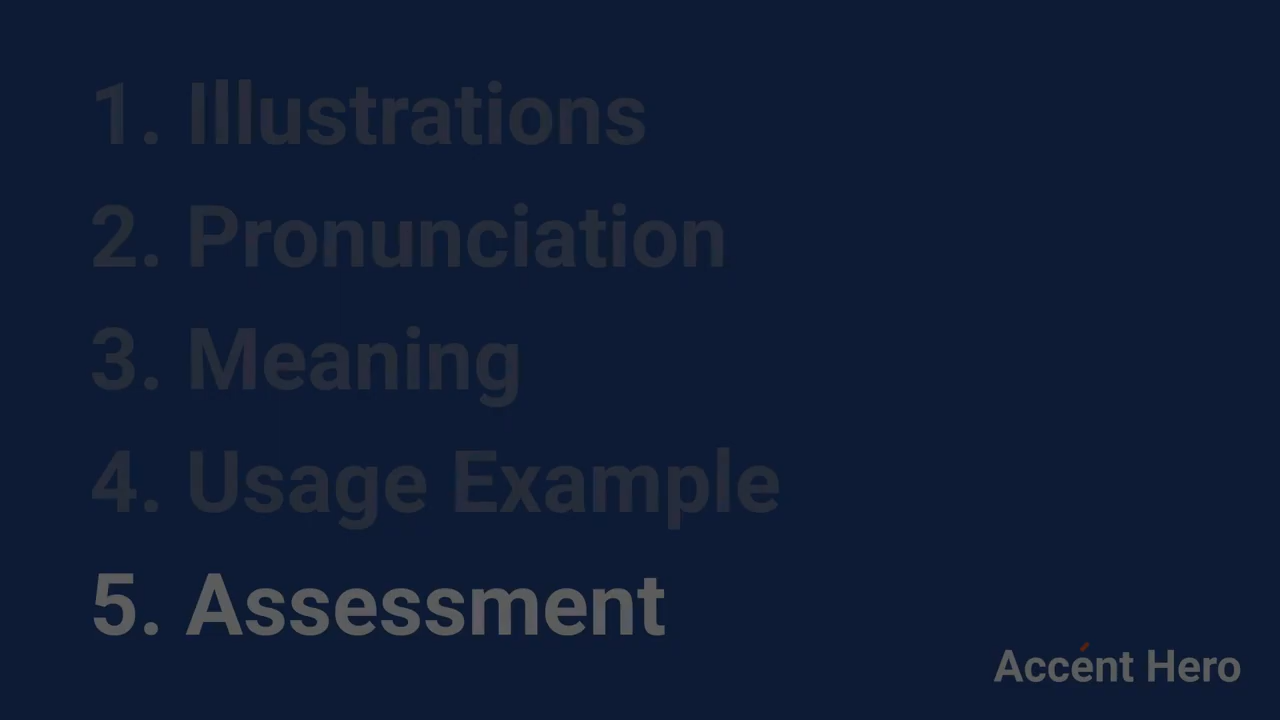 1. Illustrations
2. Pronunciation
3. Meaning
4. Usage Example
5. Assessment
Accent Hero